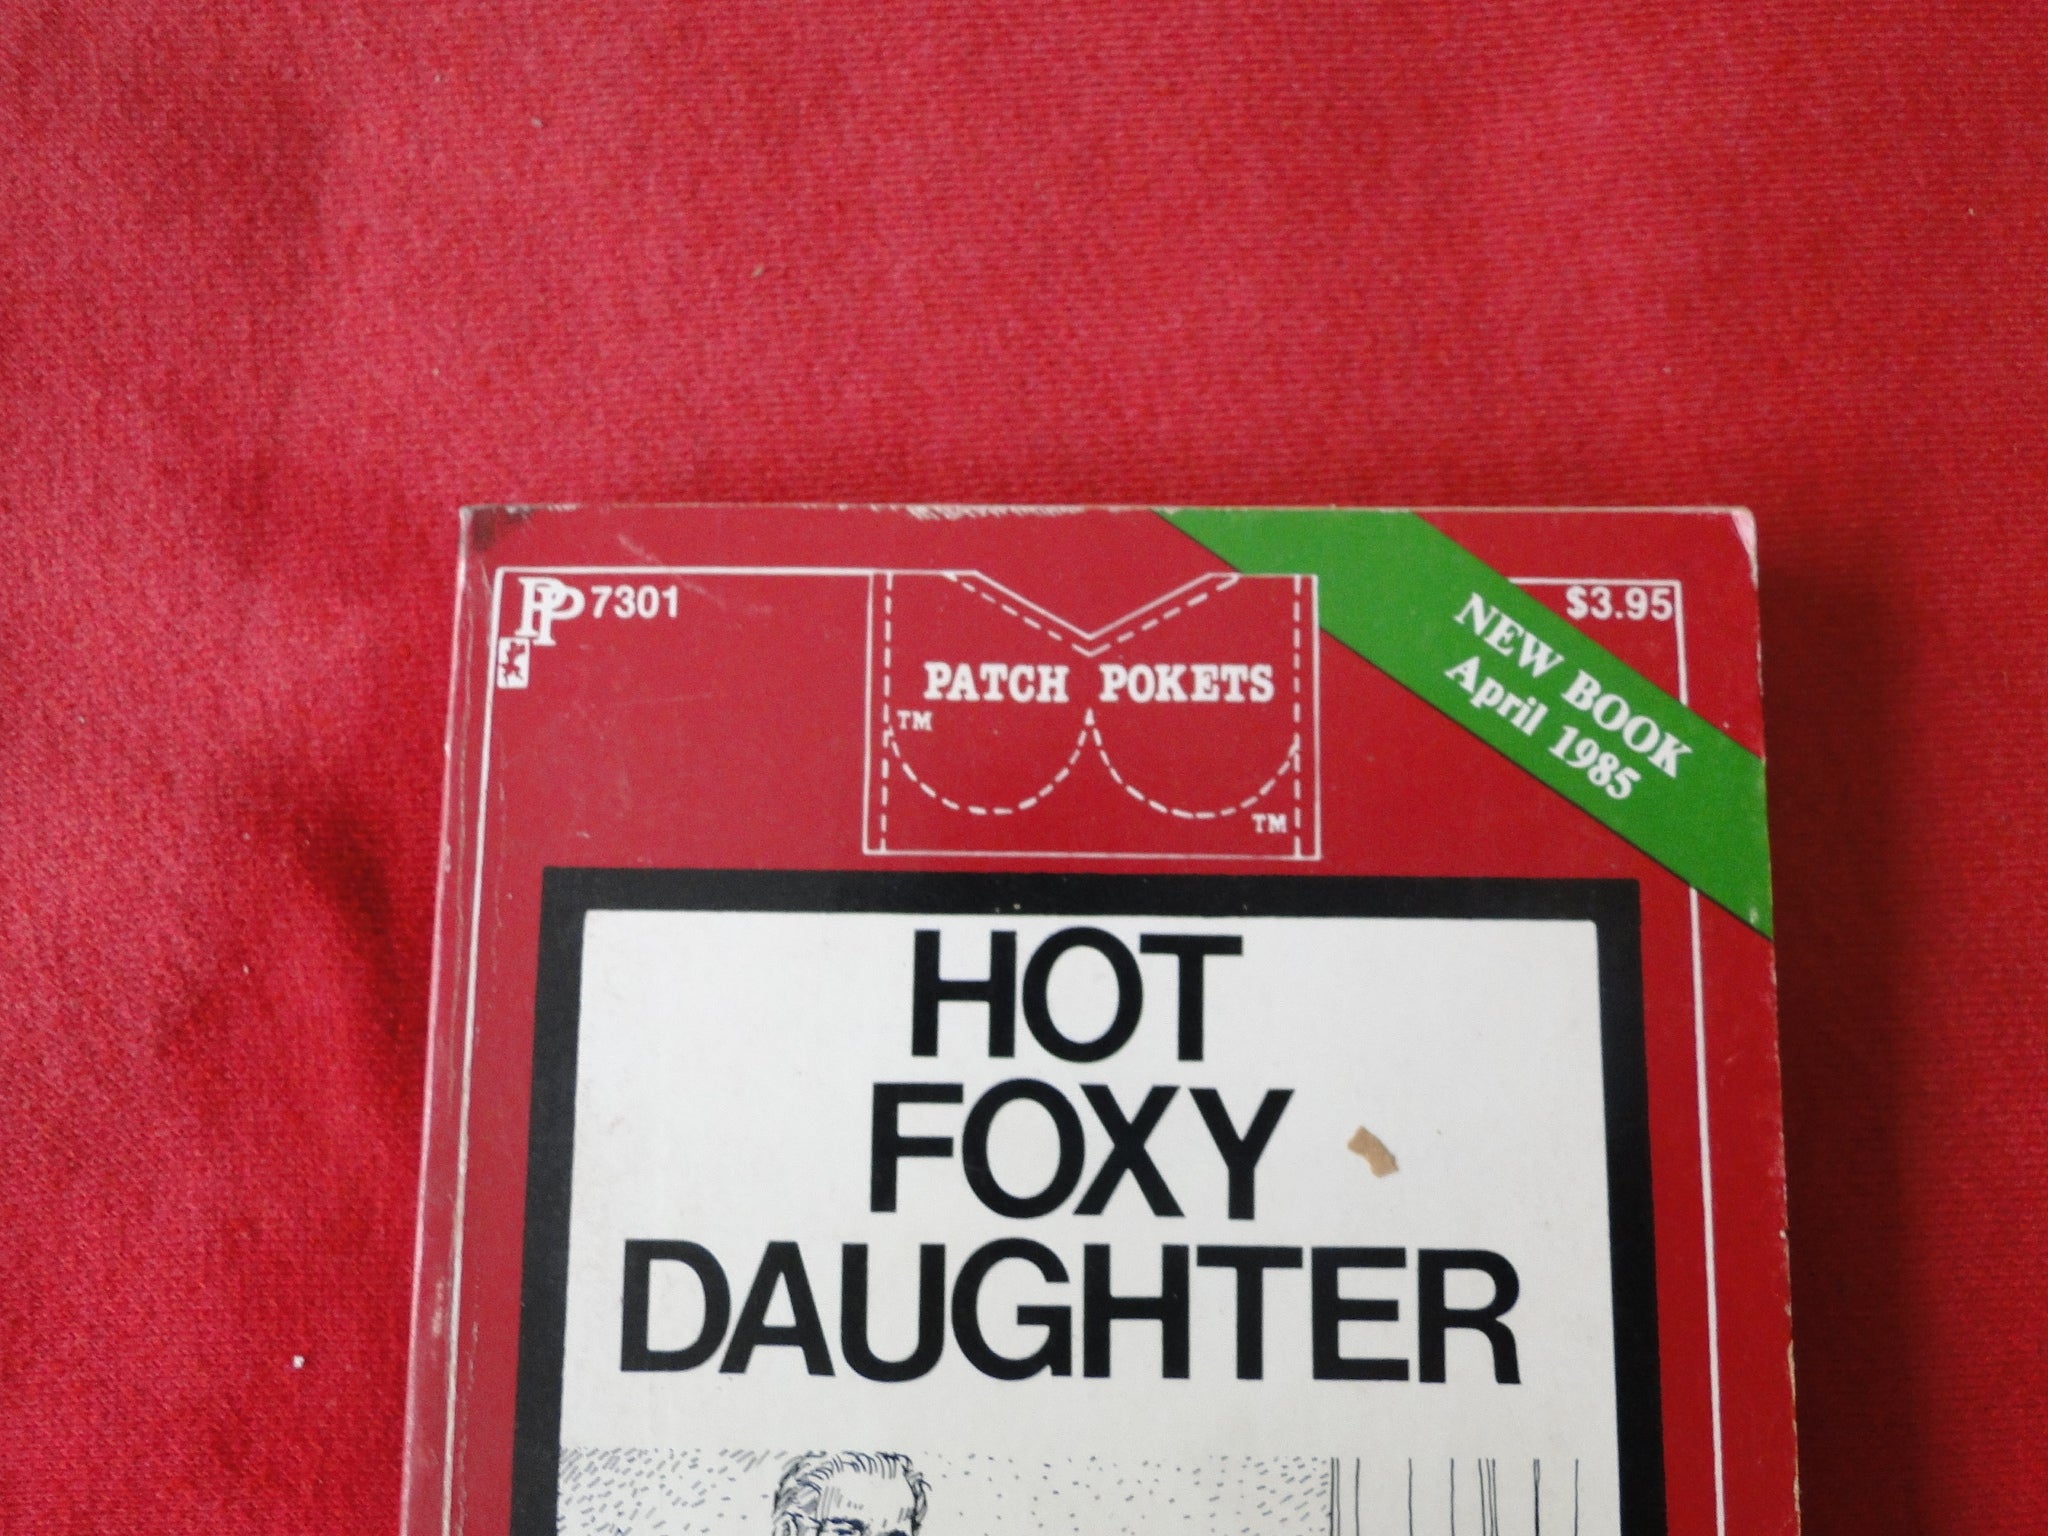 PP 7301
$3.95
PATCH POKETS
TM
TM
NEW BOOK
April 1985
HOT
FOXY
DAUGHTER